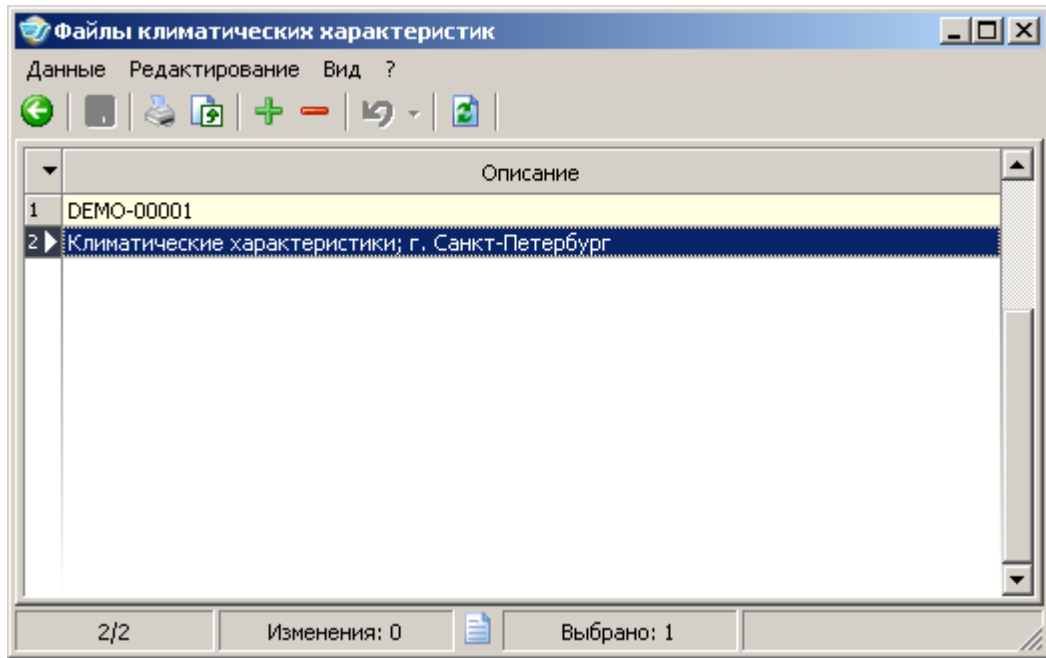 Файлы климатических характеристик
Данные Редактирование Вид ?
Описание
1 DEMO-00001
2 Климатические характеристики; г. Санкт-Петербург
2/2 Изменения: 0 Выбрано: 1